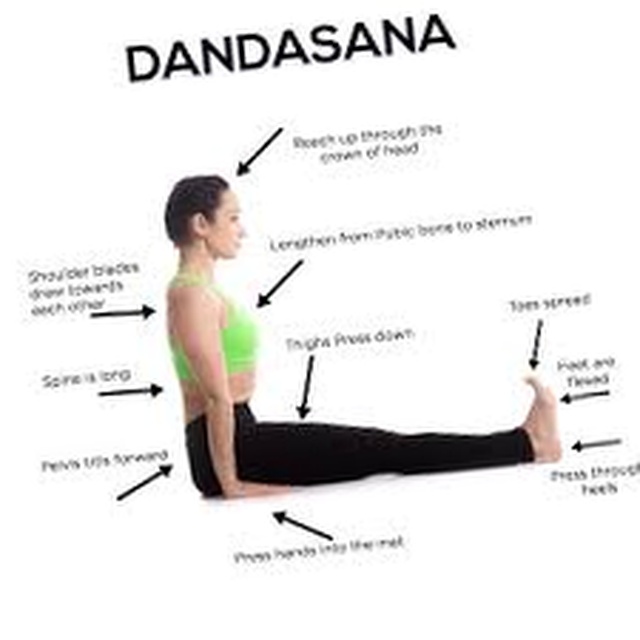 DANDASANA
Reach up through the
crown of head
Lengthen from Pubic bone to sternum
Shoulder blades
draw towards
each other
Toes spread
Thighs Press down
Feet are
flexed
Spine is long
Pelvis tilts forward
Press through
heels
Press hands into the mat